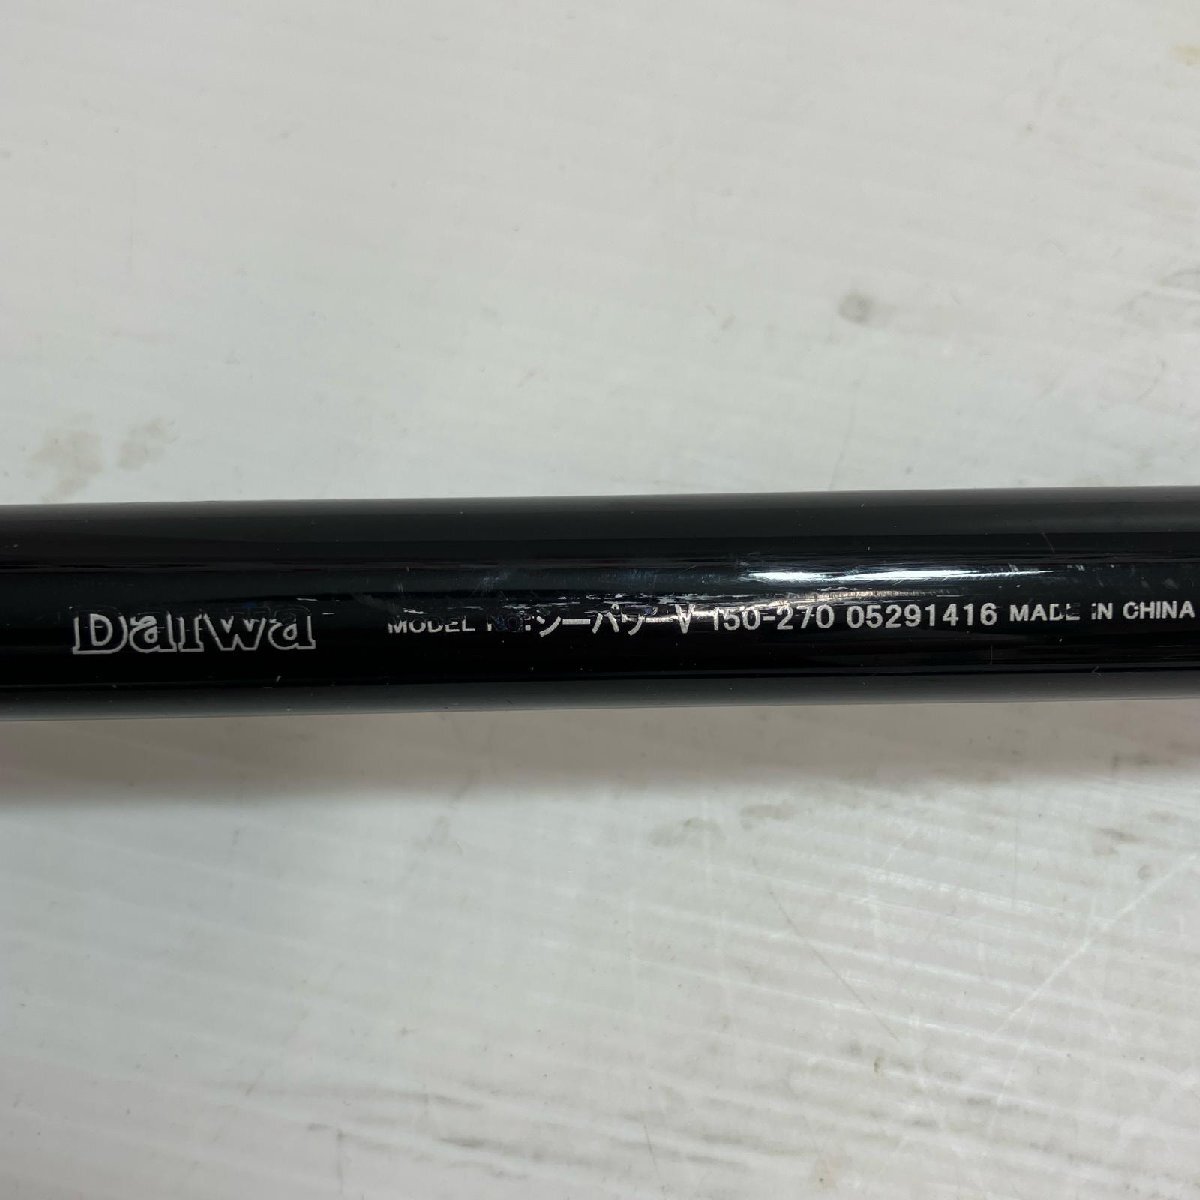 Daiwa MODEL NO.:シーパワー V 150-270 05291416 MADE IN CHINA